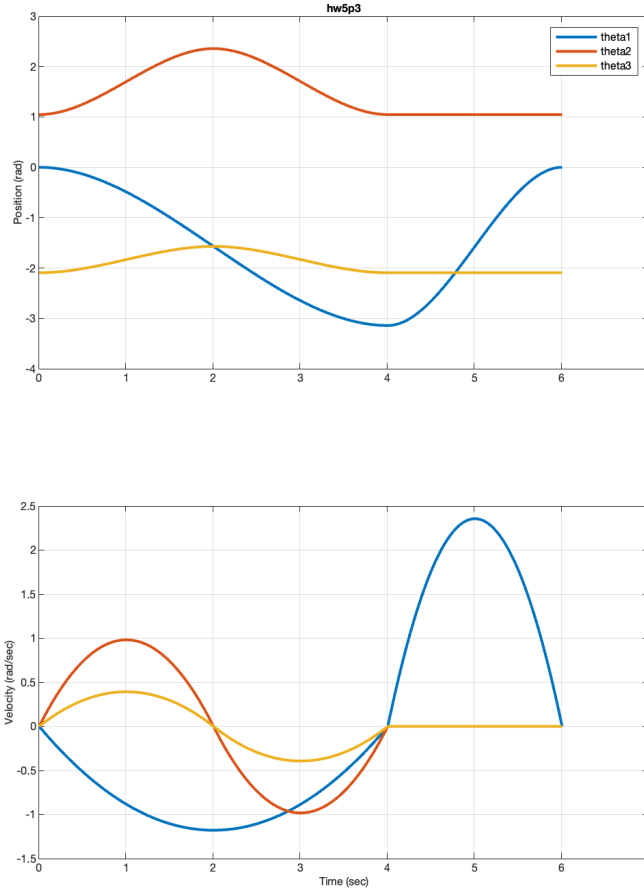 hw5p3
theta1
theta2
theta3
3
2
1
0
-1
-2
-3
-4
Position (rad)
0 1 2 3 4 5 6
2.5
2
1.5
1
0.5
0
-0.5
-1
-1.5
Velocity (rad/sec)
0 1 2 3 4 5 6
Time (sec)